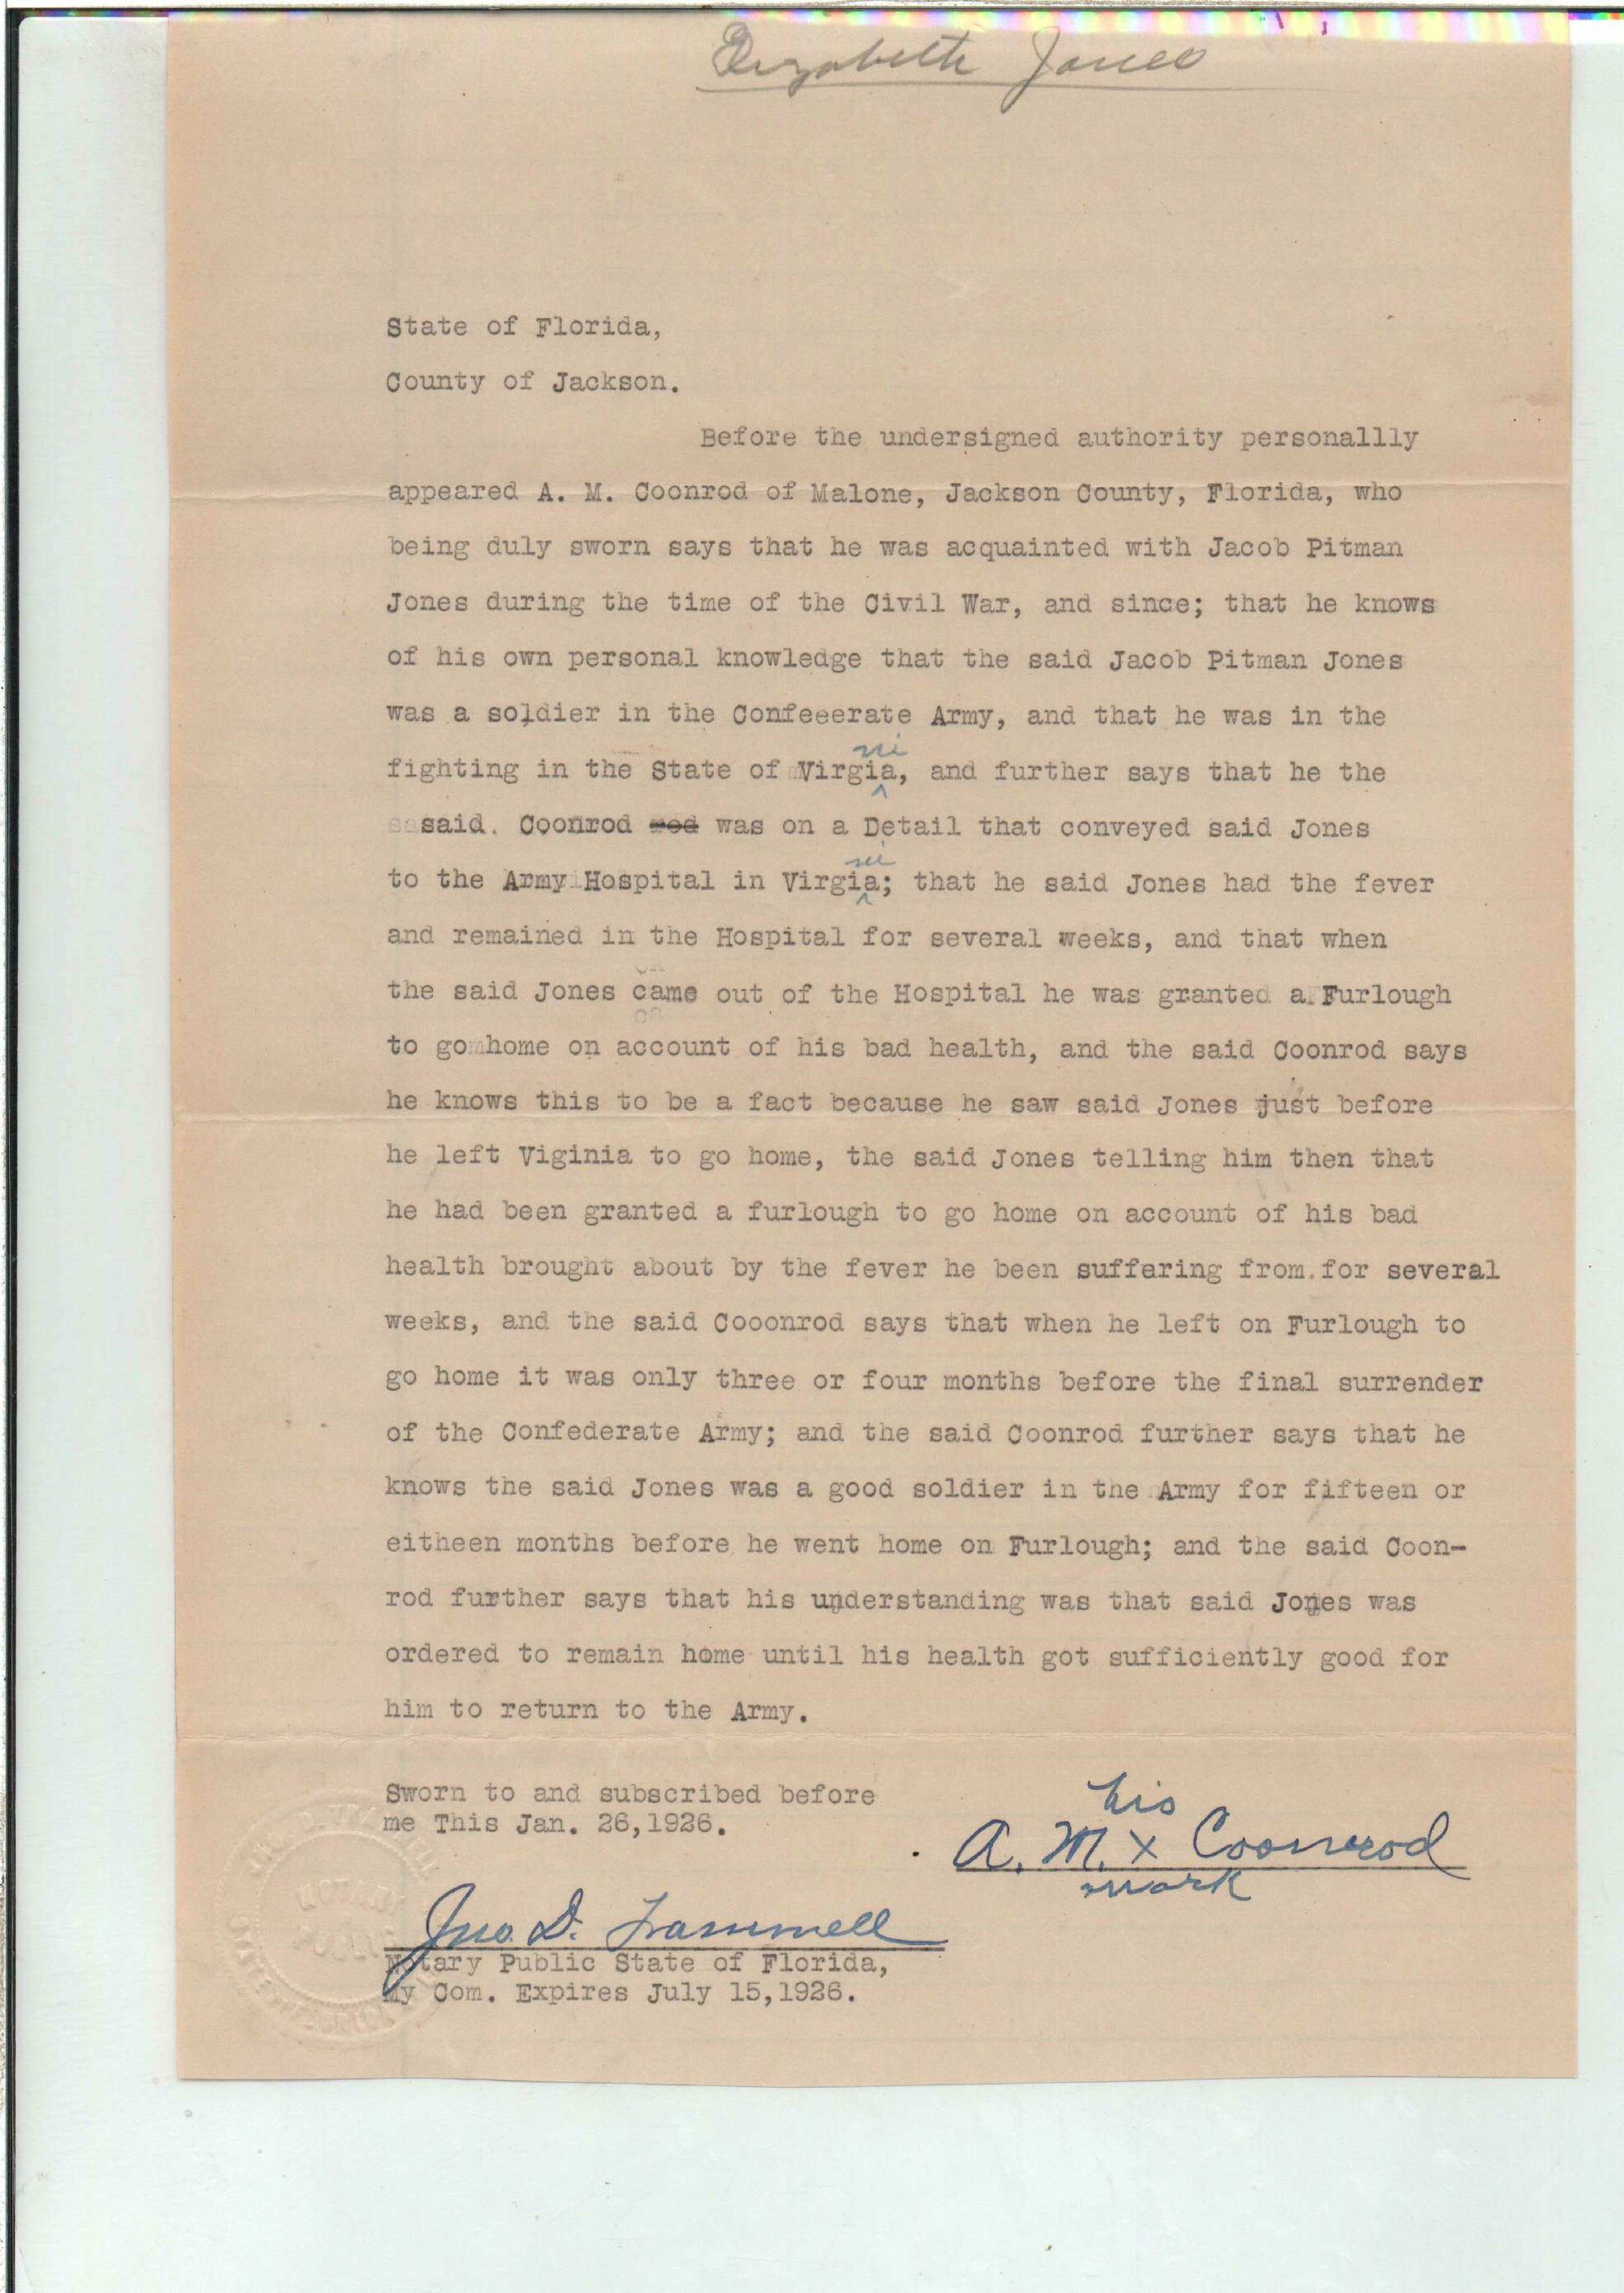 Elizabeth Jones
State of Florida,
County of Jackson.
Before the undersigned authority personallly
appeared A. M. Coonrod of Malone, Jackson County, Florida, who
being duly sworn says that he was acquainted with Jacob Pitman
Jones during the time of the Civil War, and since; that he knows
of his own personal knowledge that the said Jacob Pitman Jones
was a soldier in the Confeeerate Army, and that he was in the
fighting in the State of Virginia, and further says that he the
said. Coonrod rod was on a Detail that conveyed said Jones
to the Army Hospital in Virginia; that he said Jones had the fever
and remained in the Hospital for several weeks, and that when
the said Jones came out of the Hospital he was granted a Furlough
to go home on account of his bad health, and the said Coonrod says
he knows this to be a fact because he saw said Jones just before
he left Viginia to go home, the said Jones telling him then that
he had been granted a furlough to go home on account of his bad
health brought about by the fever he been suffering from.for several
weeks, and the said Cooonrod says that when he left on Furlough to
go home it was only three or four months before the final surrender
of the Confederate Army; and the said Coonrod further says that he
knows the said Jones was a good soldier in the Army for fifteen or
eitheen months before he went home on Furlough; and the said Coon-
rod further says that his understanding was that said Jones was
ordered to remain home until his health got sufficiently good for
him to return to the Army.
Sworn to and subscribed before
me This Jan. 26,1926.
his
A. M. x Coonrod
mark
Jno. D. Trammell
Notary Public State of Florida,
My Com. Expires July 15,1926.